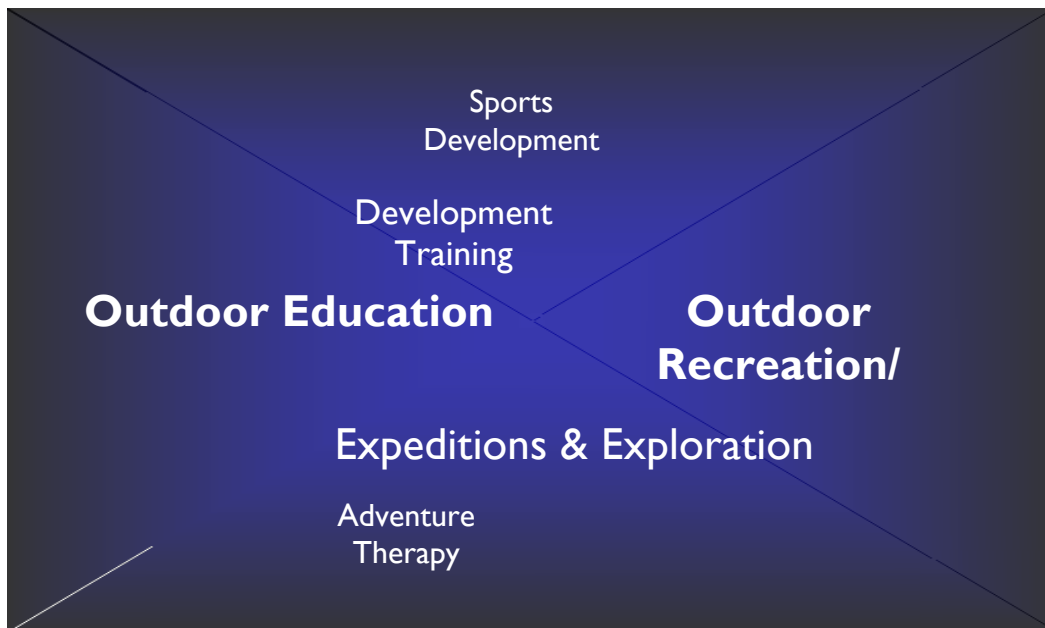 Sports
Development
Development
Training
Outdoor Education
Outdoor
Recreation/
Expeditions & Exploration
Adventure
Therapy